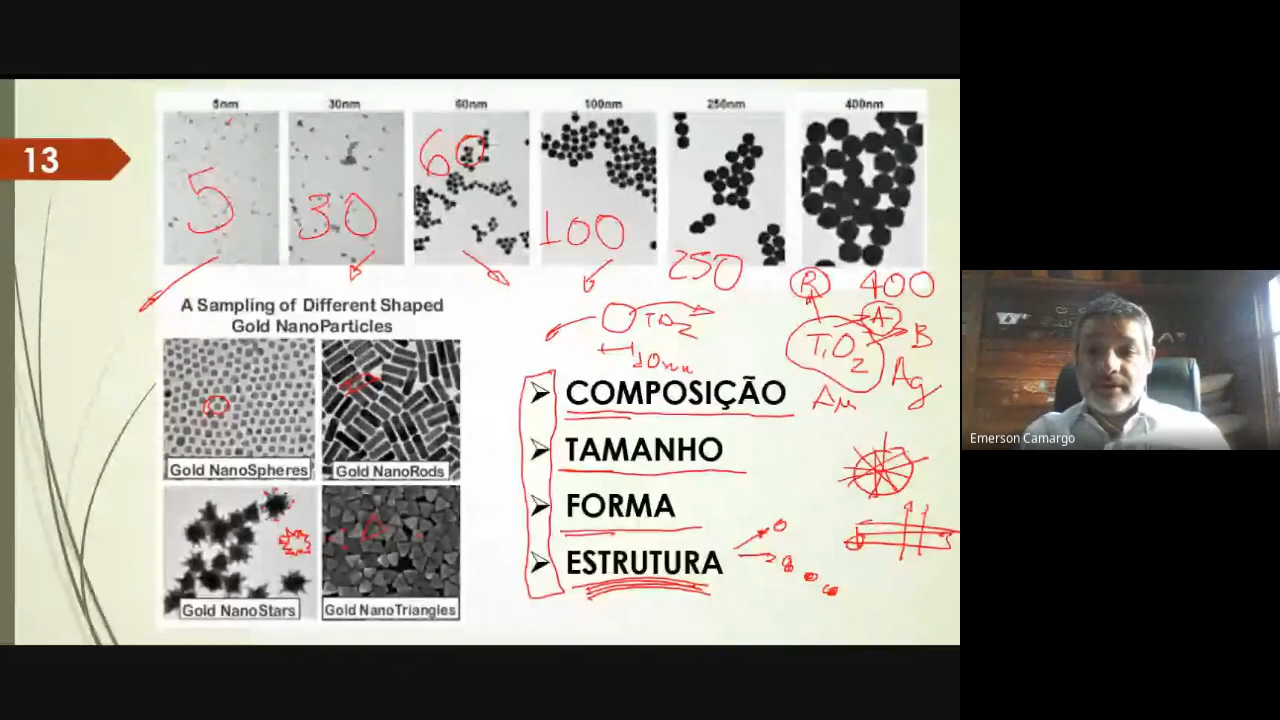 5nm 30nm 60nm 100nm 250nm 400nm
13
5 30 60 100 250 400
A Sampling of Different Shaped
Gold NanoParticles
R
TiO2 TiO2 A B
10nm
Au Ag
COMPOSIÇÃO
TAMANHO
FORMA
ESTRUTURA
Gold NanoSpheres Gold NanoRods
Gold NanoStars Gold NanoTriangles
Emerson Camargo